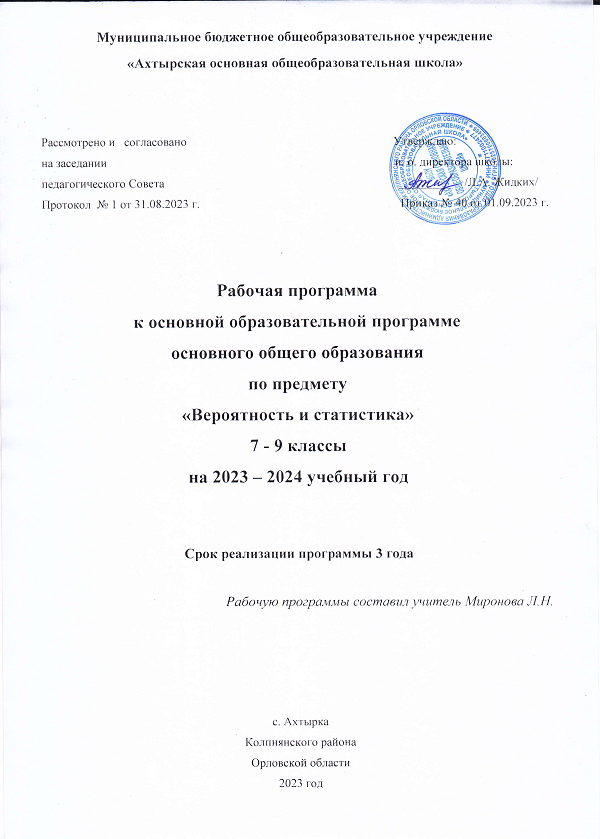 Муниципальное бюджетное общеобразовательное учреждение
«Ахтырская основная общеобразовательная школа»
Рассмотрено и согласовано
на заседании
педагогического Совета
Протокол № 1 от 31.08.2023 г.
Утверждаю:
и. о. директора школы:
/Л.У. Жидких/
Приказ № 40 от 01.09.2023 г.
Рабочая программа
к основной образовательной программе
основного общего образования
по предмету
«Вероятность и статистика»
7 - 9 классы
на 2023 – 2024 учебный год
Срок реализации программы 3 года
Рабочую программы составил учитель Миронова Л.Н.
с. Ахтырка
Колпнянского района
Орловской области
2023 год